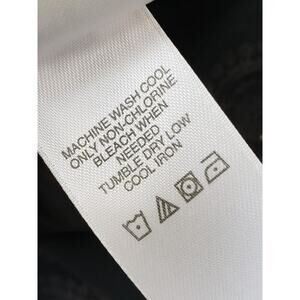 MACHINE WASH COOL
ONLY NON-CHLORINE
BLEACH WHEN
NEEDED
TUMBLE DRY LOW
COOL IRON